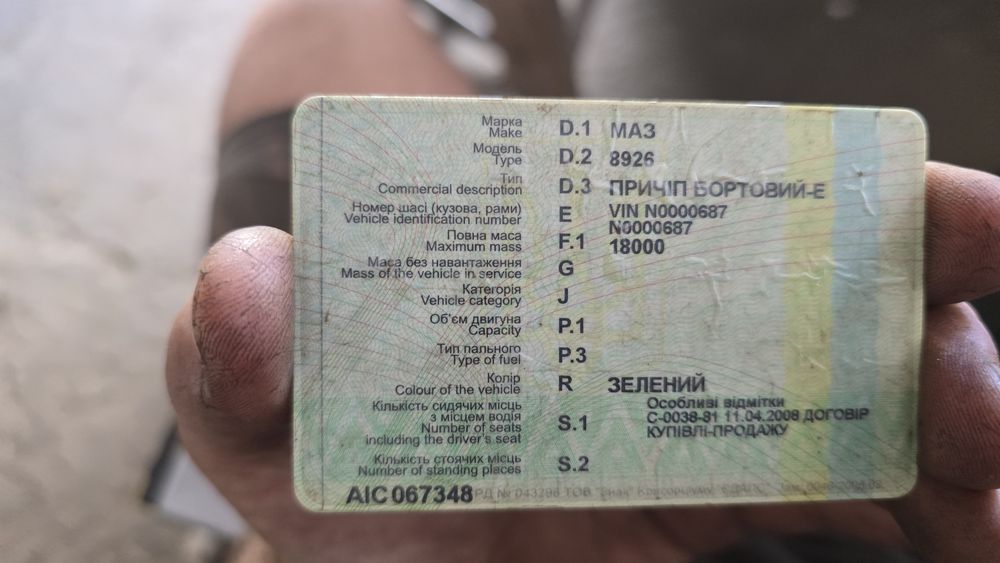 Марка
Make D.1 МАЗ
Модель
Type D.2 8926
Тип
Commercial description D.3 ПРИЧІП БОРТОВИЙ-Е
Номер шасі (кузова, рами)
Vehicle identification number E VIN N0000687
N0000687
Повна маса
Maximum mass F.1 18000
Маса без навантаження
Mass of the vehicle in service G
Категорія
Vehicle category J
Об'єм двигуна
Capacity P.1
Тип пального
Type of fuel P.3
Колір
Colour of the vehicle R ЗЕЛЕНИЙ
Особливі відмітки
С-0038-81 11.04.2008 ДОГОВІР
КУПІВЛІ-ПРОДАЖУ
Кількість сидячих місць
з місцем водія
Number of seats
including the driver's seat S.1
Кількість стоячих місць
Number of standing places S.2
АІС 067348